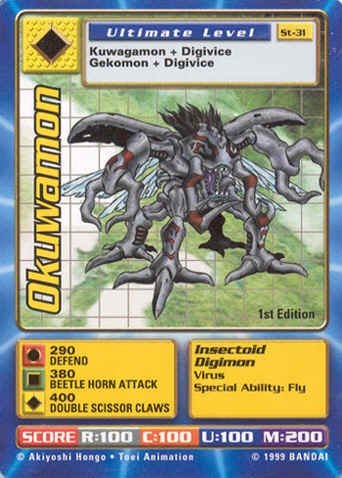 Ultimate Level
St-31
Kuwagamon + Digivice
Gekomon + Digivice
Okuwamon
1st Edition
290
DEFEND
380
BEETLE HORN ATTACK
400
DOUBLE SCISSOR CLAWS
Insectoid
Digimon
Virus
Special Ability: Fly
SCORE R:100 C:100 U:100 M:200
© Akiyoshi Hongo • Toei Animation © 1999 BANDAI